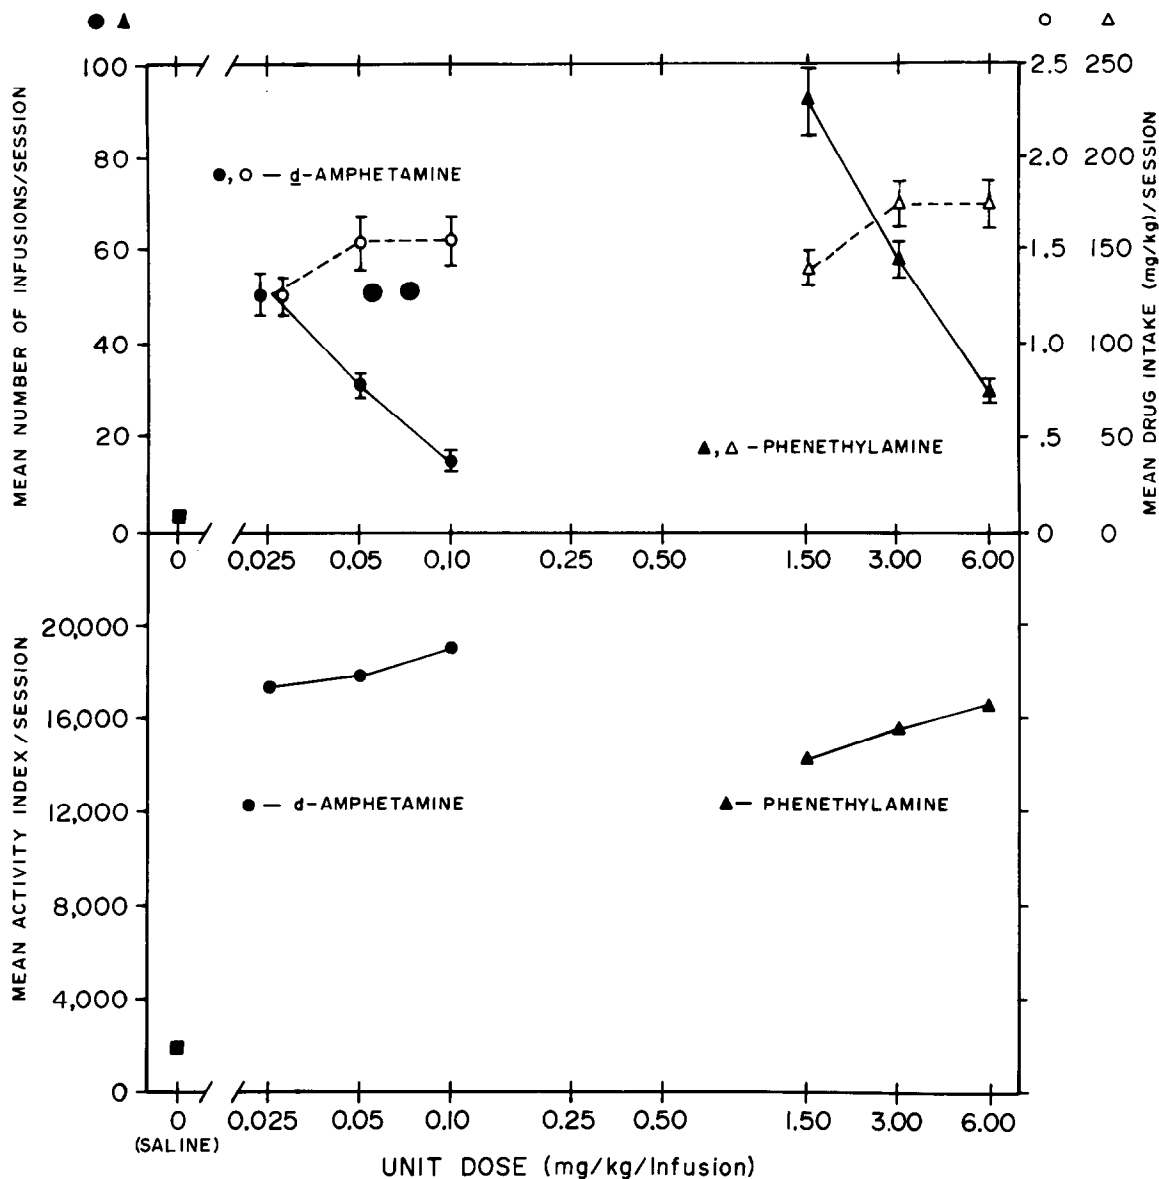 100
80
60
40
20
0
MEAN NUMBER OF INFUSIONS/SESSION
d-AMPHETAMINE
PHENETHYLAMINE
2.5 250
2.0 200
1.5 150
1.0 100
.5 50
0 0
MEAN DRUG INTAKE (mg/kg)/SESSION
0 0.025 0.05 0.10 0.25 0.50 1.50 3.00 6.00
20,000
16,000
12,000
8,000
4,000
0
MEAN ACTIVITY INDEX/SESSION
d-AMPHETAMINE
PHENETHYLAMINE
0 0.025 0.05 0.10 0.25 0.50 1.50 3.00 6.00
(SALINE)
UNIT DOSE (mg/kg/Infusion)